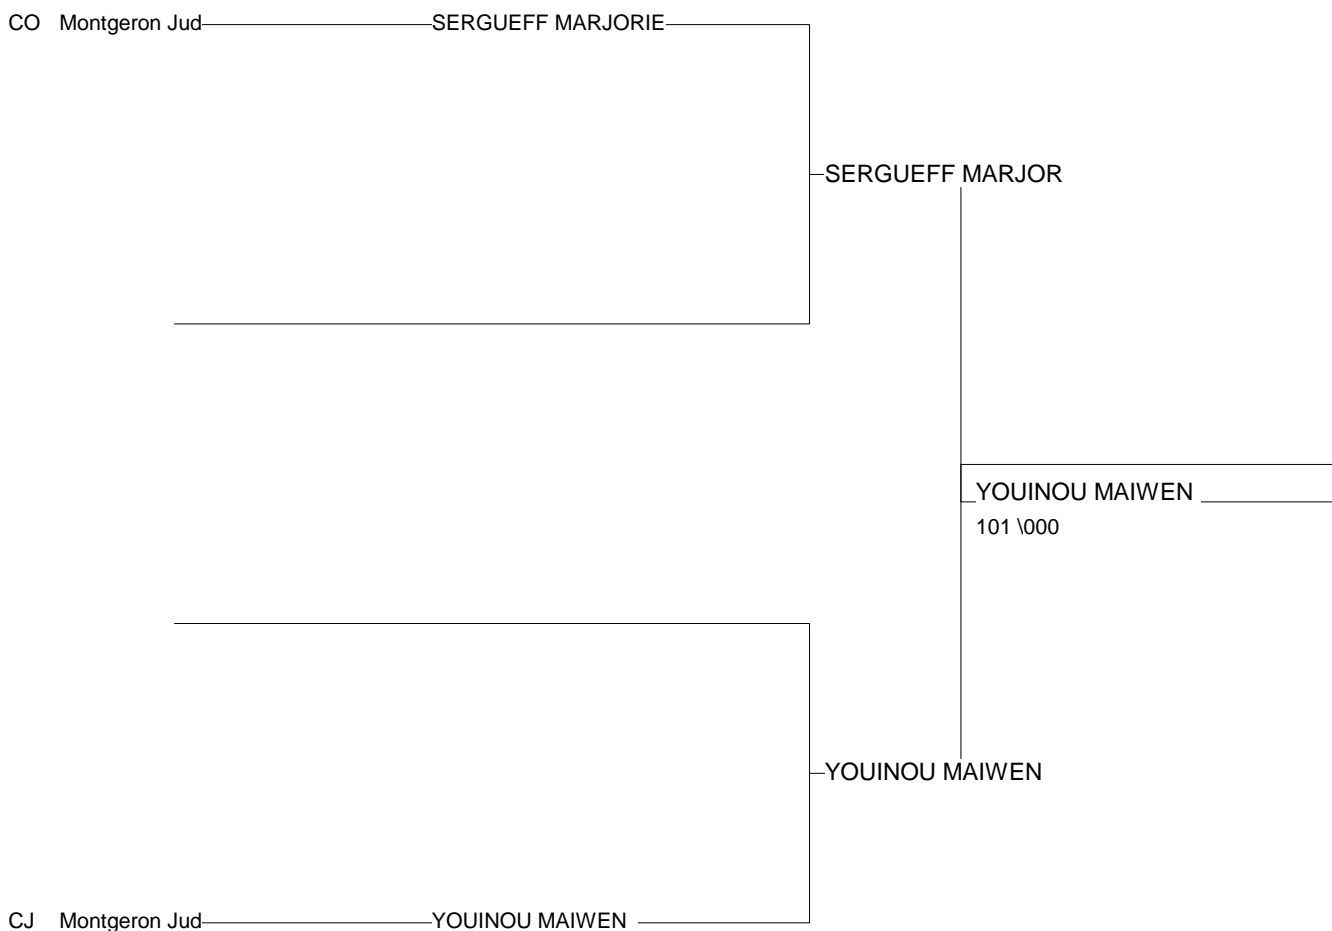 CO Montgeron Jud SERGUEFF MARJORIE
SERGUEFF MARJOR
YOUINOU MAIWEN
101 \000
YOUINOU MAIWEN
CJ Montgeron Jud YOUINOU MAIWEN